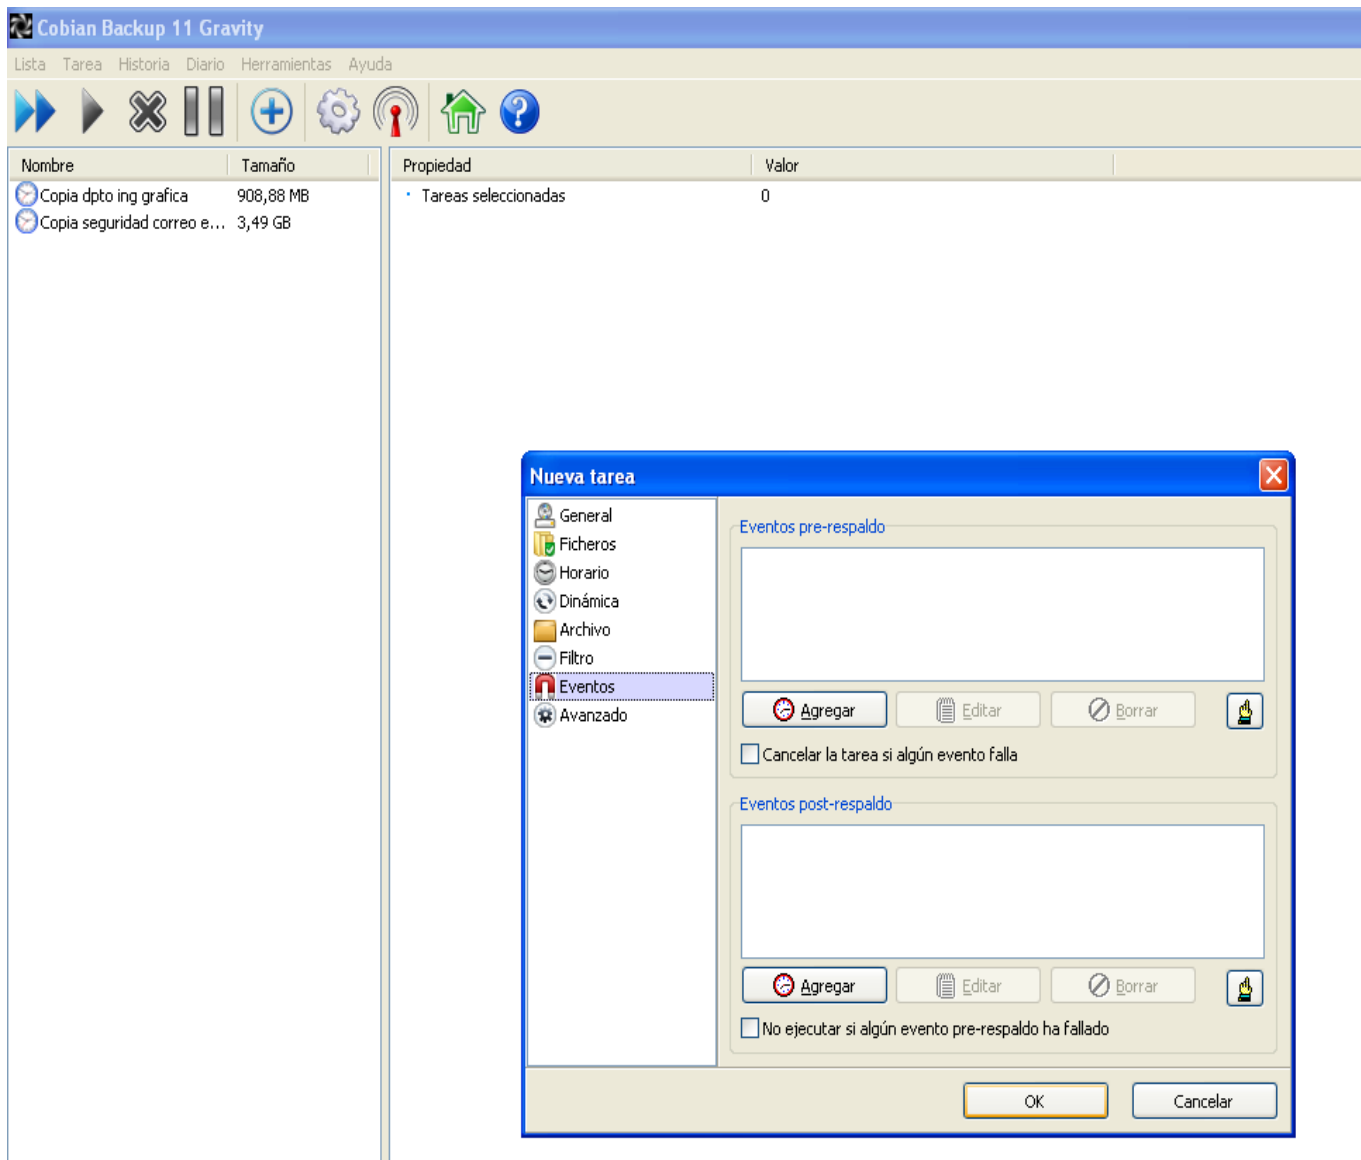 Cobian Backup 11 Gravity
Lista Tarea Historia Diario Herramientas Ayuda
Nombre Tamaño Propiedad Valor
Copia dpto ing grafica 908,88 MB Tareas seleccionadas 0
Copia seguridad correo e... 3,49 GB
Nueva tarea
General
Eventos pre-respaldo
Ficheros
Horario
Dinámica
Archivo
Filtro
Eventos
Agregar Editar Borrar
Avanzado
Cancelar la tarea si algún evento falla
Eventos post-respaldo
Agregar Editar Borrar
No ejecutar si algún evento pre-respaldo ha fallado
OK Cancelar